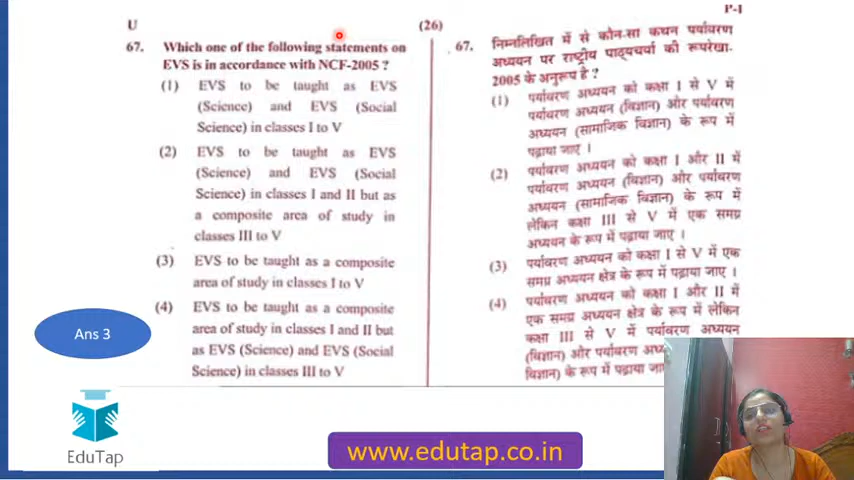 P-I
U
(26)
67. Which one of the following statements on
EVS is in accordance with NCF-2005 ?
(1) EVS to be taught as EVS
(Science) and EVS (Social
Science) in classes I to V
(2) EVS to be taught as EVS
(Science) and EVS (Social
Science) in classes I and II but as
a composite area of study in
classes III to V
(3) EVS to be taught as a composite
area of study in classes I to V
(4) EVS to be taught as a composite
area of study in classes I and II but
as EVS (Science) and EVS (Social
Science) in classes III to V
67. निम्नलिखित में से कौन-सा कथन पर्यावरण
अध्ययन पर राष्ट्रीय पाठ्यचर्या की रूपरेखा-
2005 के अनुरूप है ?
(1) पर्यावरण अध्ययन को कक्षा I से V में
पर्यावरण अध्ययन (विज्ञान) और पर्यावरण
अध्ययन (सामाजिक विज्ञान) के रूप में
पढ़ाया जाए ।
(2) पर्यावरण अध्ययन को कक्षा I और II में
पर्यावरण अध्ययन (विज्ञान) और पर्यावरण
अध्ययन (सामाजिक विज्ञान) के रूप में
लेकिन कक्षा III से V में एक समग्र
अध्ययन के रूप में पढ़ाया जाए ।
(3) पर्यावरण अध्ययन को कक्षा I से V में एक
समग्र अध्ययन क्षेत्र के रूप में पढ़ाया जाए ।
(4) पर्यावरण अध्ययन को कक्षा I और II में
एक समग्र अध्ययन क्षेत्र के रूप में लेकिन
कक्षा III से V में पर्यावरण अध्ययन
(विज्ञान) और पर्यावरण
विज्ञान) के रूप में पढ़ाया
Ans 3
EduTap
www.edutap.co.in